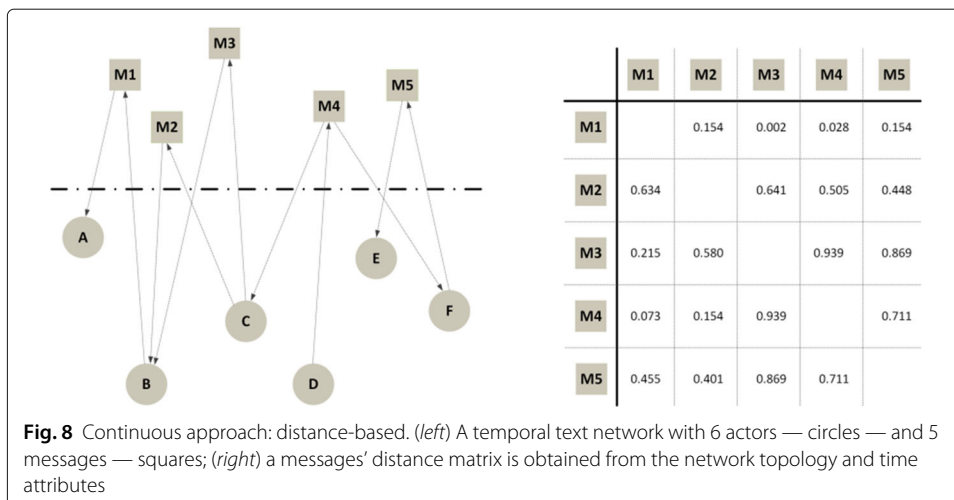 M3
M1
M5
M4
M2
A
E
C
F
B
D
M1 M2 M3 M4 M5
M1 0.154 0.002 0.028 0.154
M2 0.634 0.641 0.505 0.448
M3 0.215 0.580 0.939 0.869
M4 0.073 0.154 0.939 0.711
M5 0.455 0.401 0.869 0.711
Fig. 8 Continuous approach: distance-based. (left) A temporal text network with 6 actors — circles — and 5
messages — squares; (right) a messages' distance matrix is obtained from the network topology and time
attributes